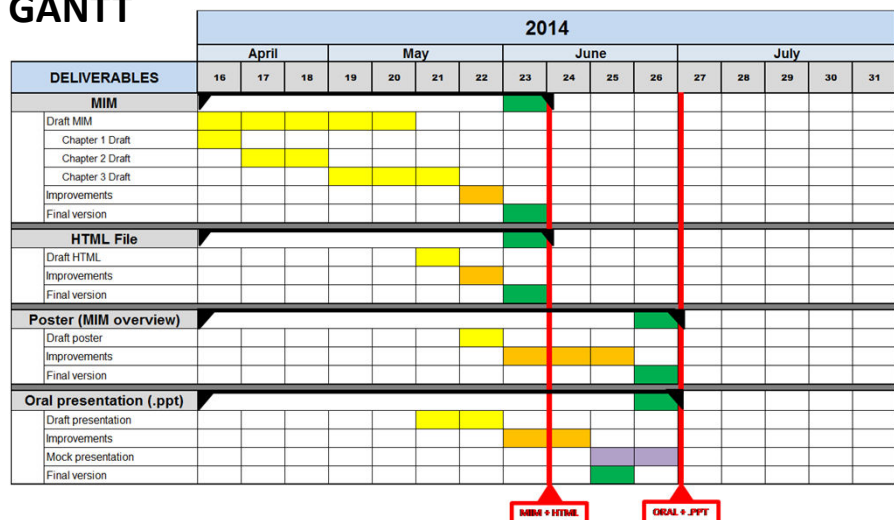 GANTT
2014
April May June July
DELIVERABLES 16 17 18 19 20 21 22 23 24 25 26 27 28 29 30 31
MIM
Draft MIM
Chapter 1 Draft
Chapter 2 Draft
Chapter 3 Draft
Improvements
Final version
HTML File
Draft HTML
Improvements
Final version
Poster (MIM overview)
Draft poster
Improvements
Final version
Oral presentation (.ppt)
Draft presentation
Improvements
Mock presentation
Final version
MIM + HTML ORAL + .PPT